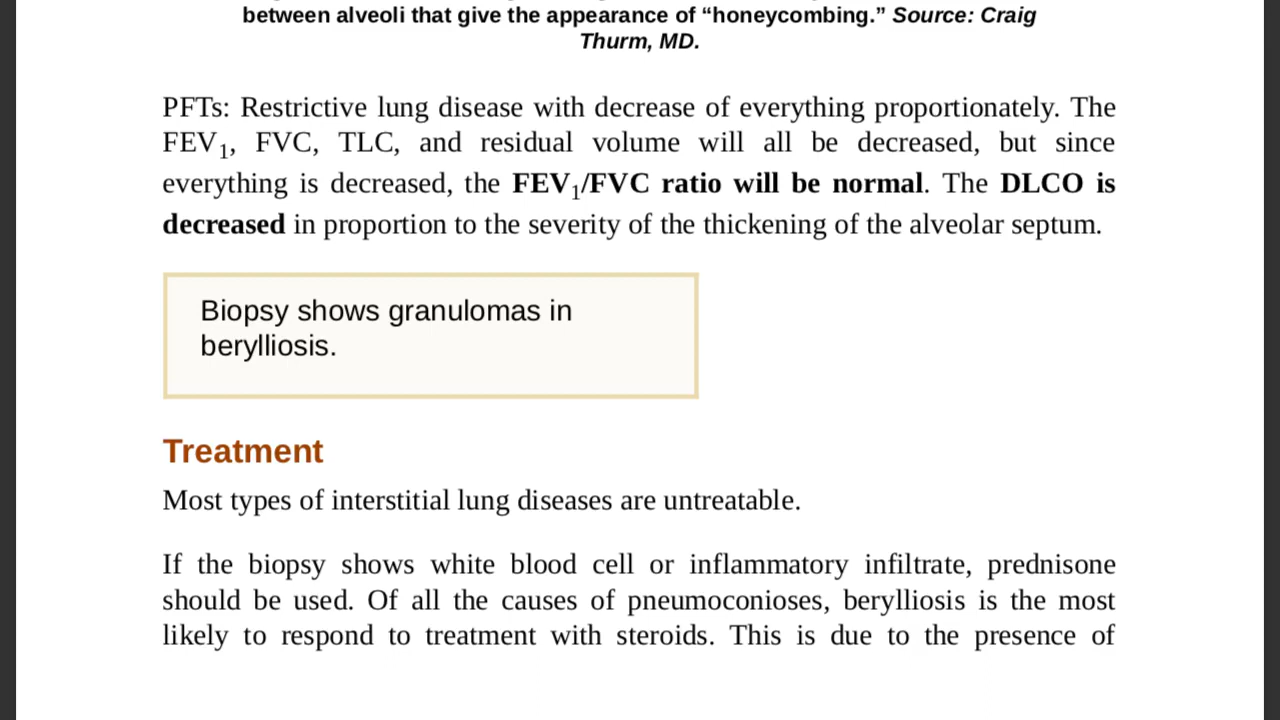 between alveoli that give the appearance of “honeycombing.” Source: Craig
Thurm, MD.
PFTs: Restrictive lung disease with decrease of everything proportionately. The
FEV1, FVC, TLC, and residual volume will all be decreased, but since
everything is decreased, the FEV1/FVC ratio will be normal. The DLCO is
decreased in proportion to the severity of the thickening of the alveolar septum.
Biopsy shows granulomas in
berylliosis.
Treatment
Most types of interstitial lung diseases are untreatable.
If the biopsy shows white blood cell or inflammatory infiltrate, prednisone
should be used. Of all the causes of pneumoconioses, berylliosis is the most
likely to respond to treatment with steroids. This is due to the presence of